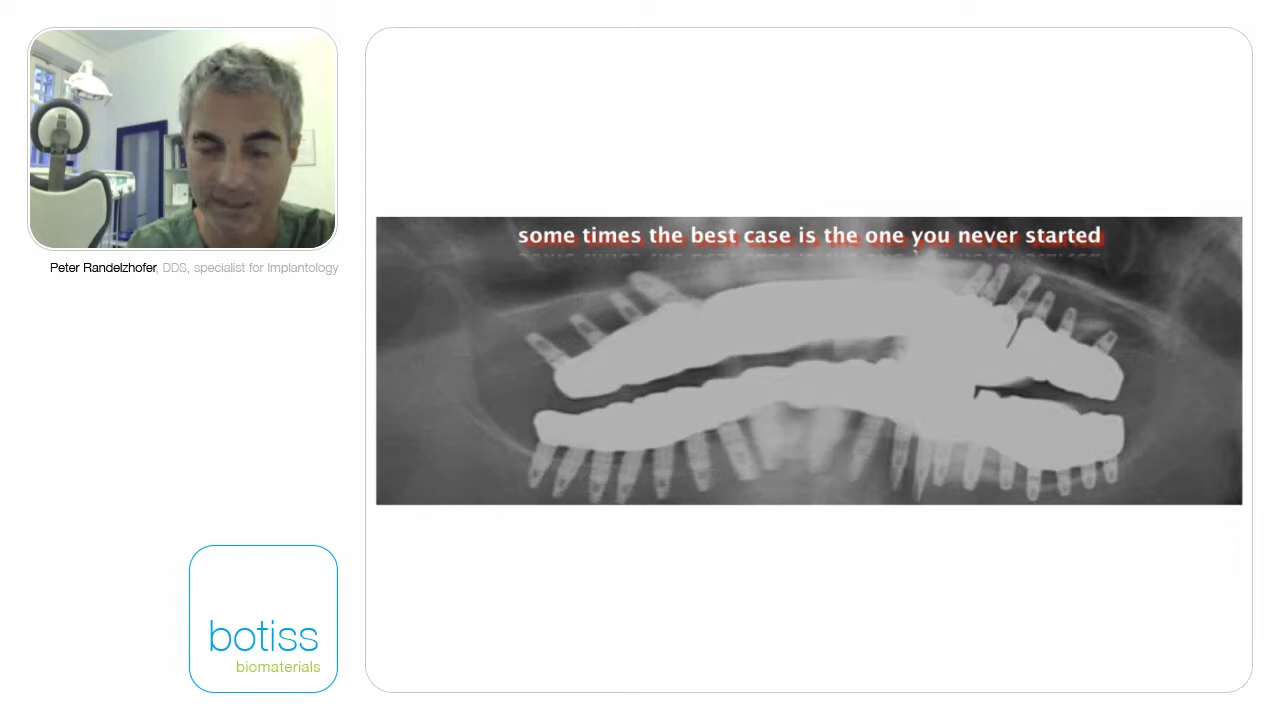 some times the best case is the one you never started
Peter Randelzhofer, DDS, specialist for Implantology
botiss
biomaterials